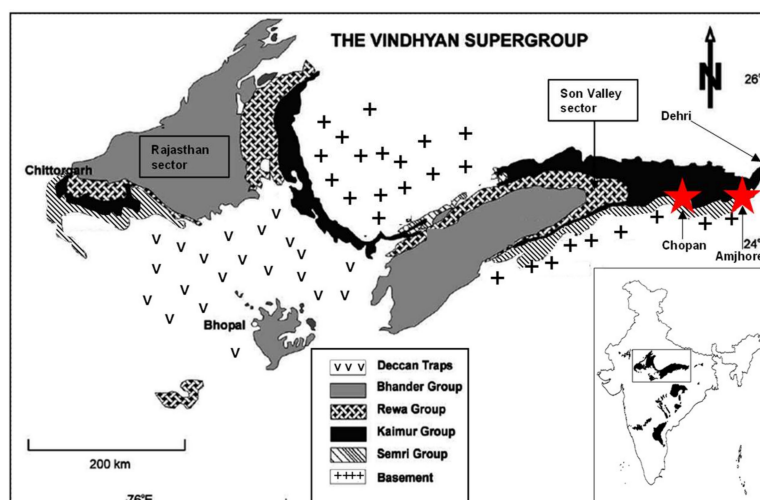 THE VINDHYAN SUPERGROUP
N
26°
Son Valley
sector
Dehri
Rajasthan
sector
Chittorgarh
Chopan
24°
Amjhore
Bhopal
V V V Deccan Traps
Bhander Group
Rewa Group
Kaimur Group
Semri Group
++++ Basement
200 km
76°E